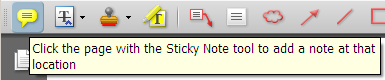 Click the page with the Sticky Note tool to add a note at that
location